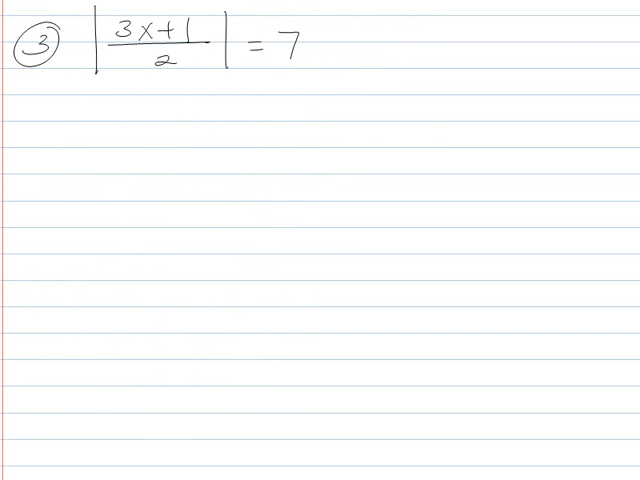 ③ |(3x+1)/2| = 7